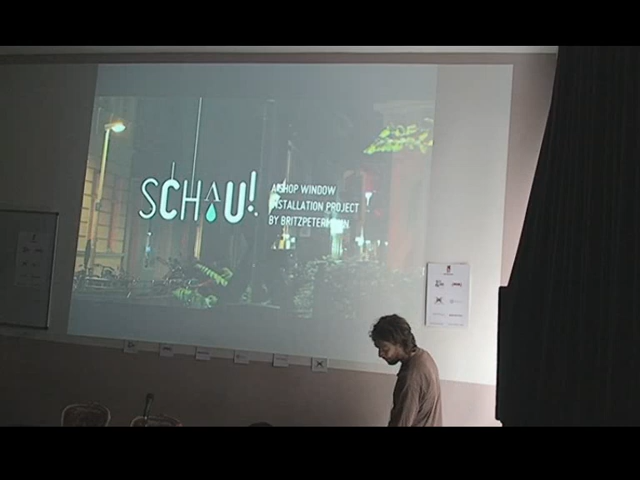 SCHAU!
A SHOP WINDOW
INSTALLATION PROJECT
BY BRITZPETERMANN